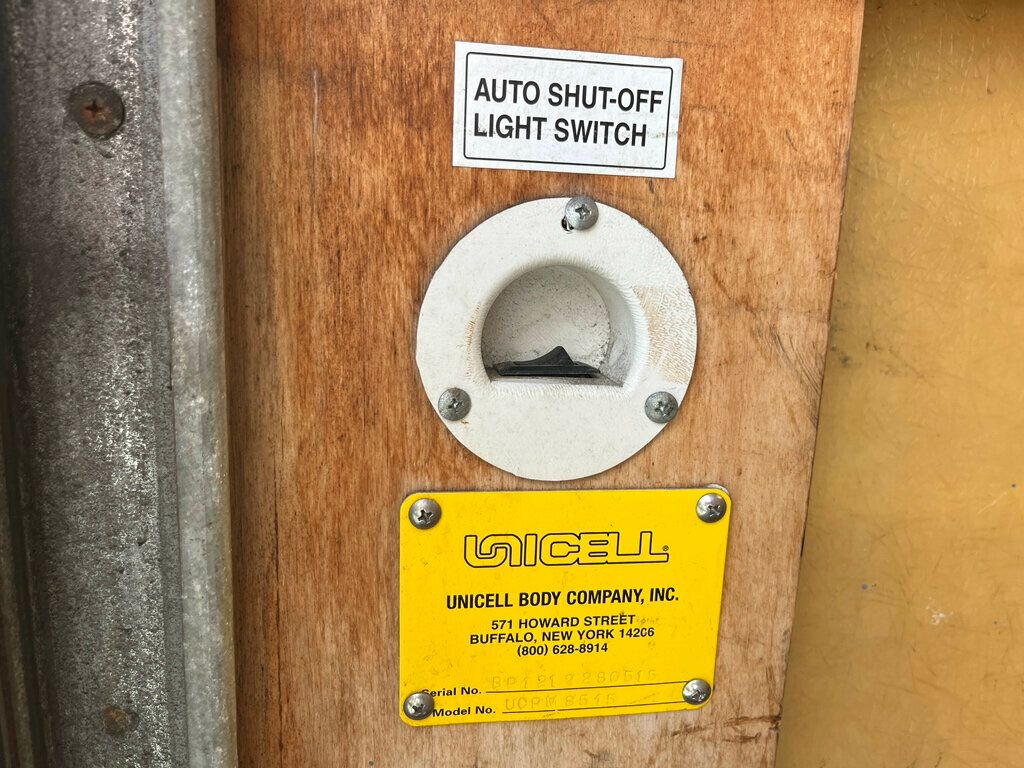 AUTO SHUT-OFF
LIGHT SWITCH
UNICELL®
UNICELL BODY COMPANY, INC.
571 HOWARD STREET
BUFFALO, NEW YORK 14206
(800) 628-8914
Serial No.
Model No.